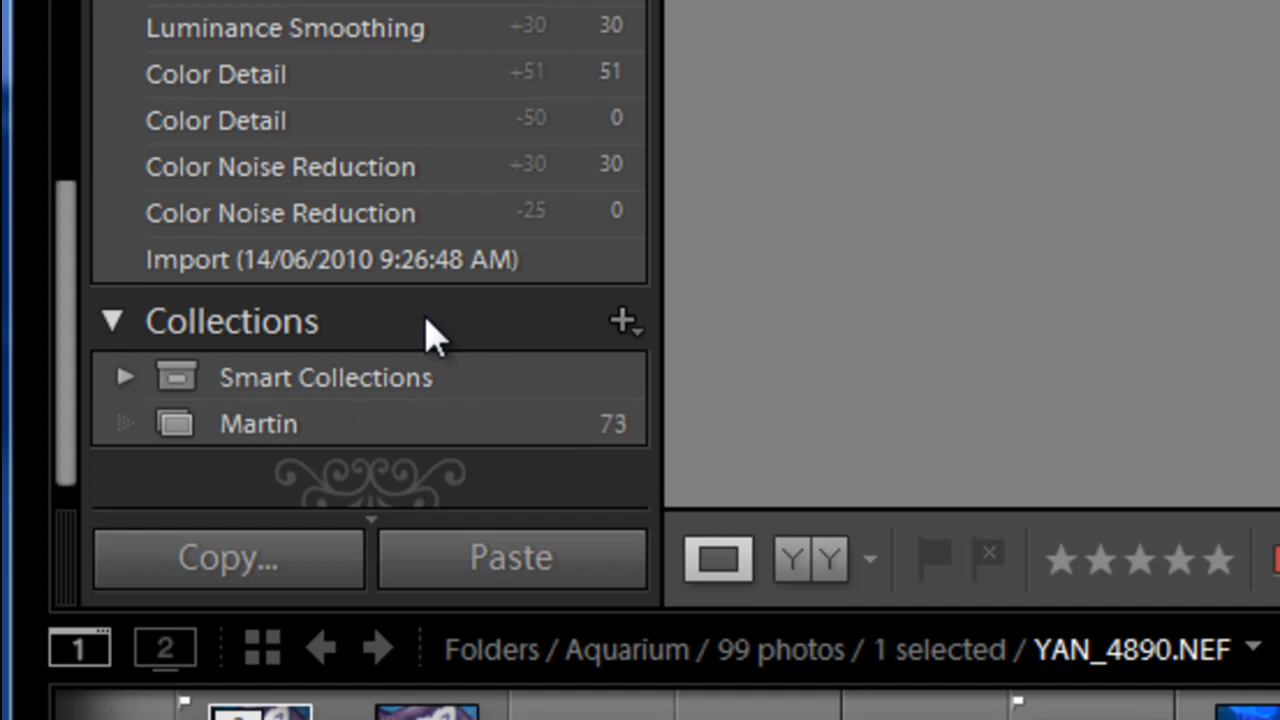 Luminance Smoothing +30 30
Color Detail +51 51
Color Detail -50 0
Color Noise Reduction +30 30
Color Noise Reduction -25 0
Import (14/06/2010 9:26:48 AM)
Collections
Smart Collections
Martin 73
Copy... Paste
Y Y
1 2 Folders / Aquarium / 99 photos / 1 selected / YAN_4890.NEF